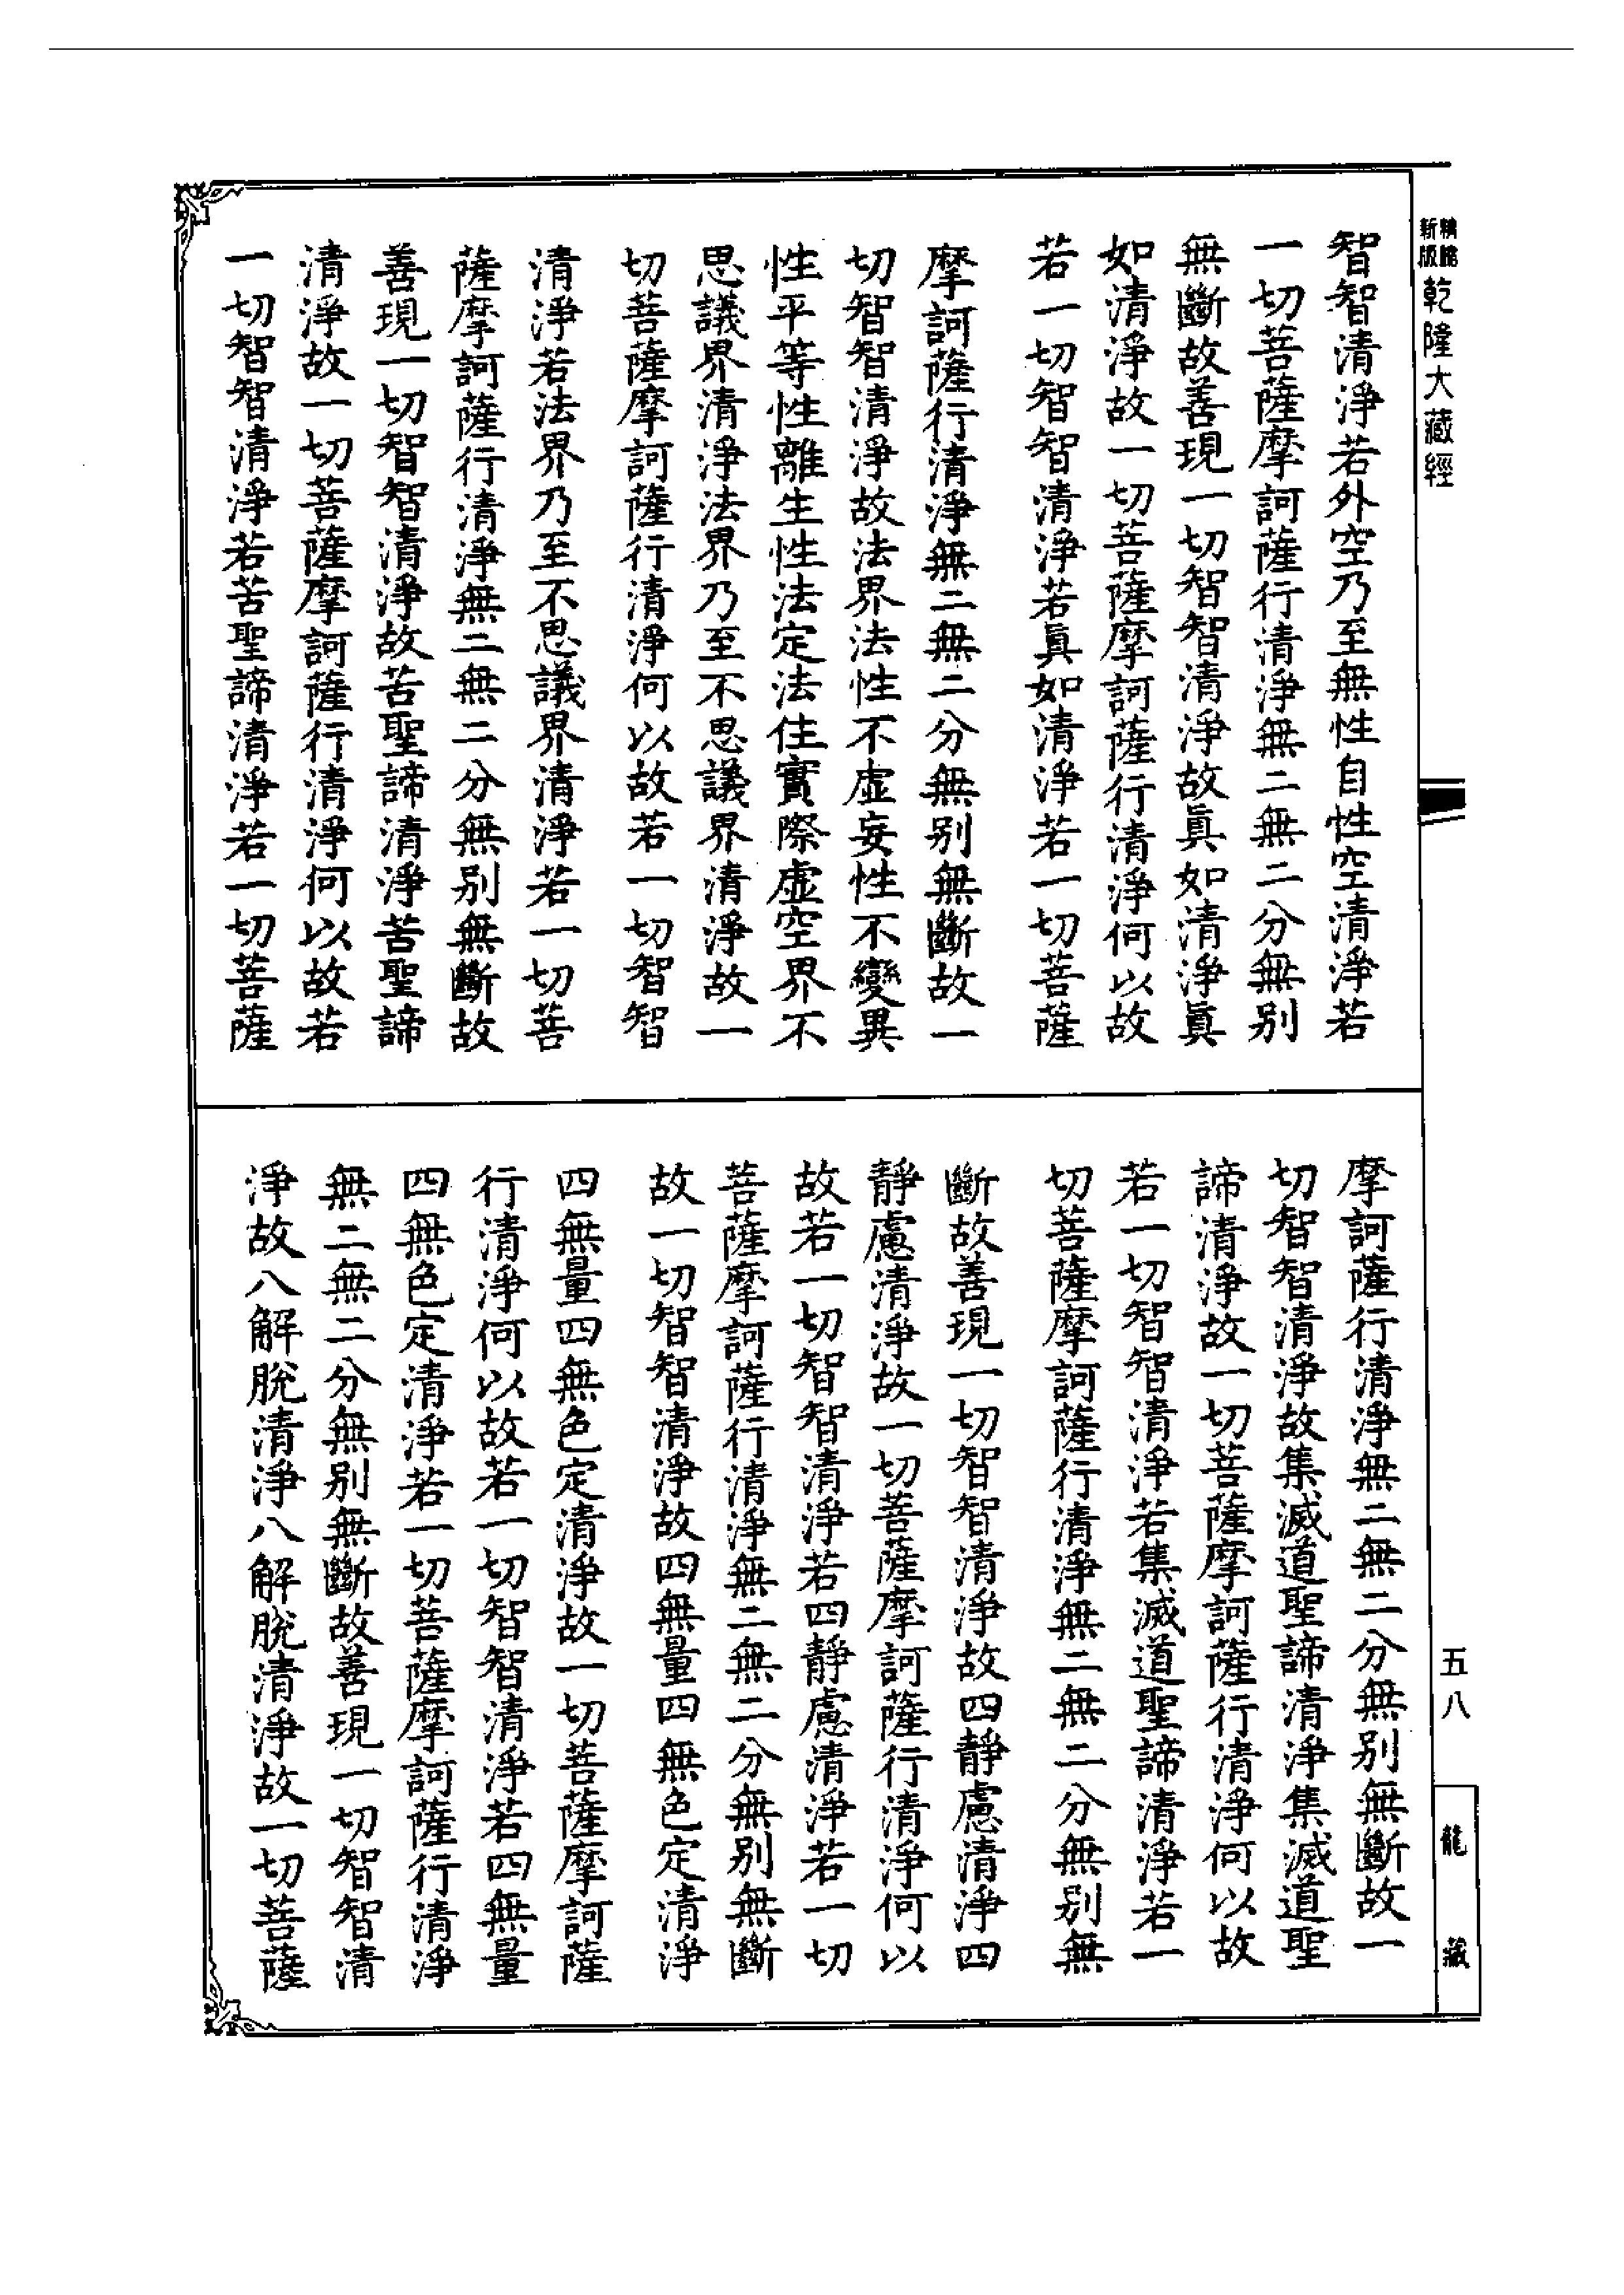 精縮新版乾隆大藏經
智智清淨若外空乃至無性自性空清淨若
一切菩薩摩訶薩行清淨無二無二分無別
無斷故善現一切智智清淨故眞如清淨眞
如清淨故一切菩薩摩訶薩行清淨何以故
若一切智智清淨若眞如清淨若一切菩薩
摩訶薩行清淨無二無二分無別無斷故一
切智智清淨故法界法性不虛妄性不變異
性平等性離生性法定法住實際虛空界不
思議界清淨法界乃至不思議界清淨故一
切菩薩摩訶薩行清淨何以故若一切智智
清淨若法界乃至不思議界清淨若一切菩
薩摩訶薩行清淨無二無二分無別無斷故
善現一切智智清淨故苦聖諦清淨苦聖諦
清淨故一切菩薩摩訶薩行清淨何以故若
一切智智清淨若苦聖諦清淨若一切菩薩
摩訶薩行清淨無二無二分無別無斷故一
切智智清淨故集滅道聖諦清淨集滅道聖
諦清淨故一切菩薩摩訶薩行清淨何以故
若一切智智清淨若集滅道聖諦清淨若一
切菩薩摩訶薩行清淨無二無二分無別無
斷故善現一切智智清淨故四靜慮清淨四
靜慮清淨故一切菩薩摩訶薩行清淨何以
故若一切智智清淨若四靜慮清淨若一切
菩薩摩訶薩行清淨無二無二分無別無斷
故一切智智清淨故四無量四無色定清淨
四無量四無色定清淨故一切菩薩摩訶薩
行清淨何以故若一切智智清淨若四無量
四無色定清淨若一切菩薩摩訶薩行清淨
無二無二分無別無斷故善現一切智智清
淨故八解脫清淨八解脫清淨故一切菩薩
五八
龍藏